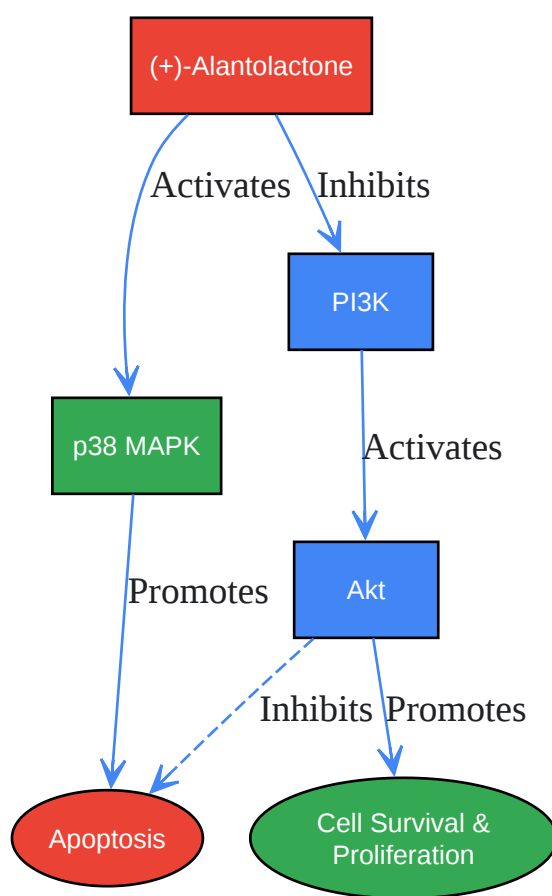 (+)-Alantolactone
Activates
Inhibits
PI3K
p38 MAPK
Activates
Akt
Promotes
Inhibits
Promotes
Apoptosis
Cell Survival &
Proliferation